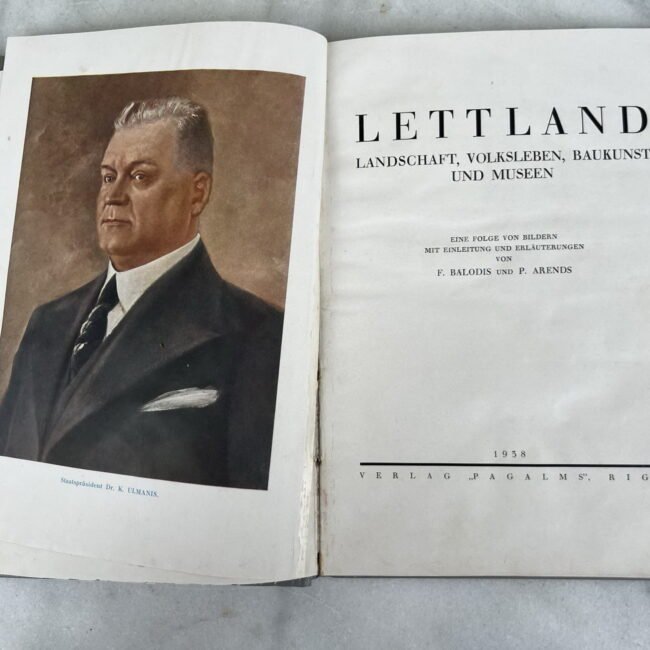 Staatspräsident Dr. K. ULMANIS.
LETTLAND
LANDSCHAFT, VOLKSLEBEN, BAUKUNST
UND MUSEEN
EINE FOLGE VON BILDERN
MIT EINLEITUNG UND ERLÄUTERUNGEN
VON
F. BALODIS UND P. ARENDS
1938
VERLAG „PAGALMS", RIG